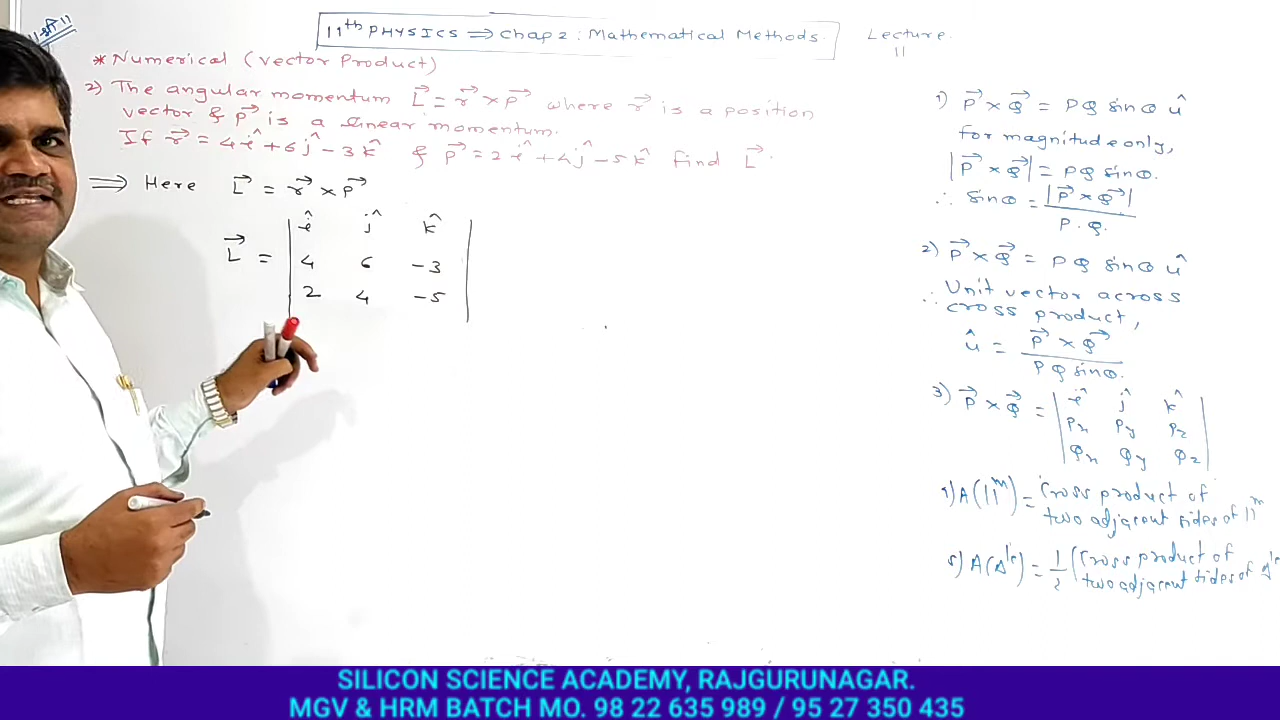 11th PHYSICS ⇒ Chap 2 : Mathematical Methods. Lecture 11
* Numerical (Vector Product)
2) The angular momentum L⃗ = r⃗ × p⃗ where r⃗ is a position
vector & p⃗ is a linear momentum.
If r⃗ = 4î + 6ĵ - 3k̂ & p⃗ = 2î + 4ĵ - 5k̂ find L⃗.
⇒ Here L⃗ = r⃗ × p⃗
L⃗ = | î ĵ k̂ |
4 6 -3
2 4 -5
1) P⃗ × Q⃗ = PQ sinθ û
for magnitude only,
|P⃗ × Q⃗| = PQ sinθ.
∴ sinθ = |P⃗ × Q⃗|
P. Q.
2) P⃗ × Q⃗ = PQ sinθ û
∴ Unit vector across
cross product,
û = P⃗ × Q⃗
PQ sinθ.
3) P⃗ × Q⃗ = | î ĵ k̂ |
Px Py Pz
Qx Qy Qz
A(||m) = Cross product of
two adjacent sides of ||m
5) A(Δle) = 1/2 (Cross product of
two adjacent sides of Δle
SILICON SCIENCE ACADEMY, RAJGURUNAGAR.
MGV & HRM BATCH MO. 98 22 635 989 / 95 27 350 435